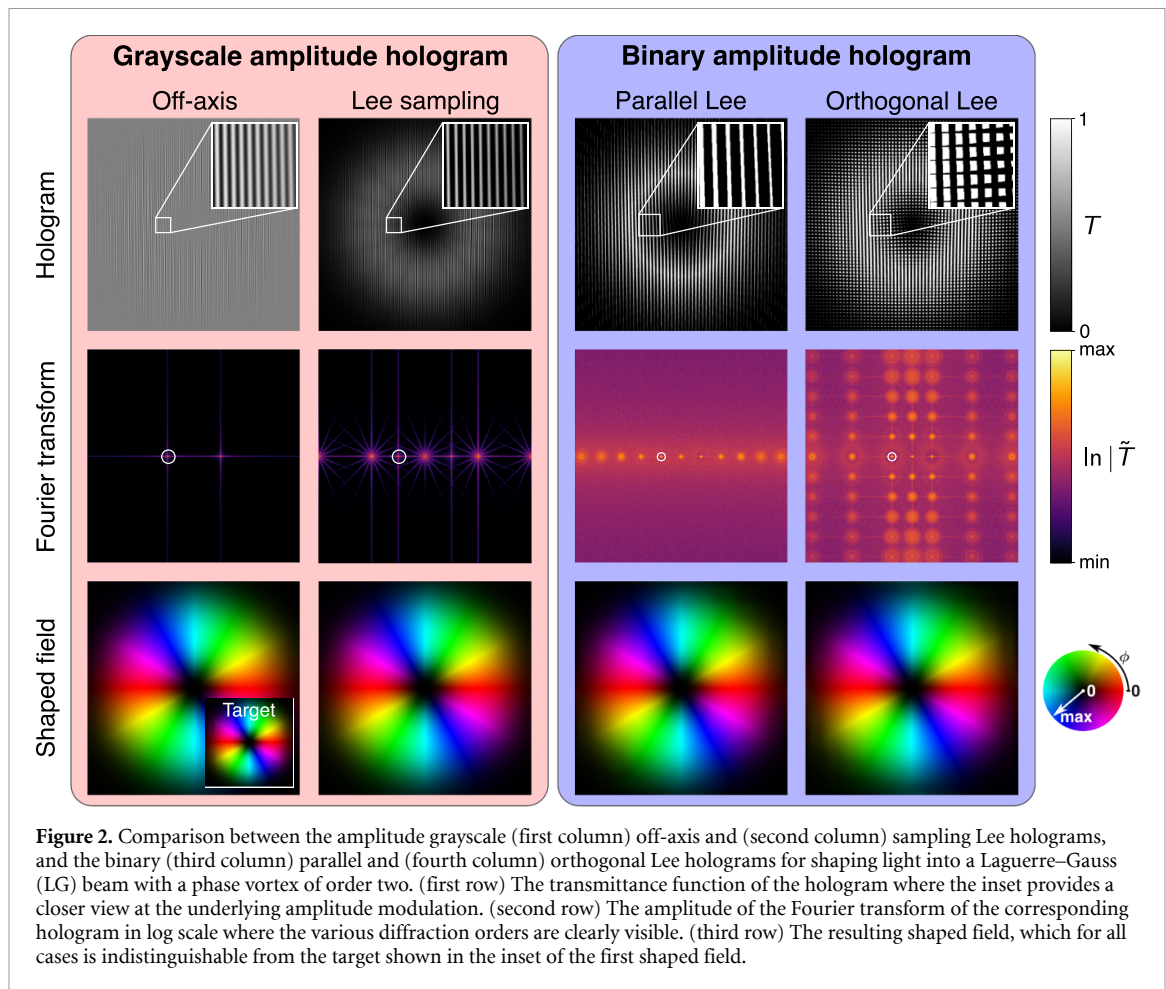 Grayscale amplitude hologram
Binary amplitude hologram
Off-axis
Lee sampling
Parallel Lee
Orthogonal Lee
Hologram
1
T
0
Fourier transform
max
ln | T̃
min
Shaped field
Target
ϕ
0
0
max
Figure 2. Comparison between the amplitude grayscale (first column) off-axis and (second column) sampling Lee holograms,
and the binary (third column) parallel and (fourth column) orthogonal Lee holograms for shaping light into a Laguerre–Gauss
(LG) beam with a phase vortex of order two. (first row) The transmittance function of the hologram where the inset provides a
closer view at the underlying amplitude modulation. (second row) The amplitude of the Fourier transform of the corresponding
hologram in log scale where the various diffraction orders are clearly visible. (third row) The resulting shaped field, which for all
cases is indistinguishable from the target shown in the inset of the first shaped field.